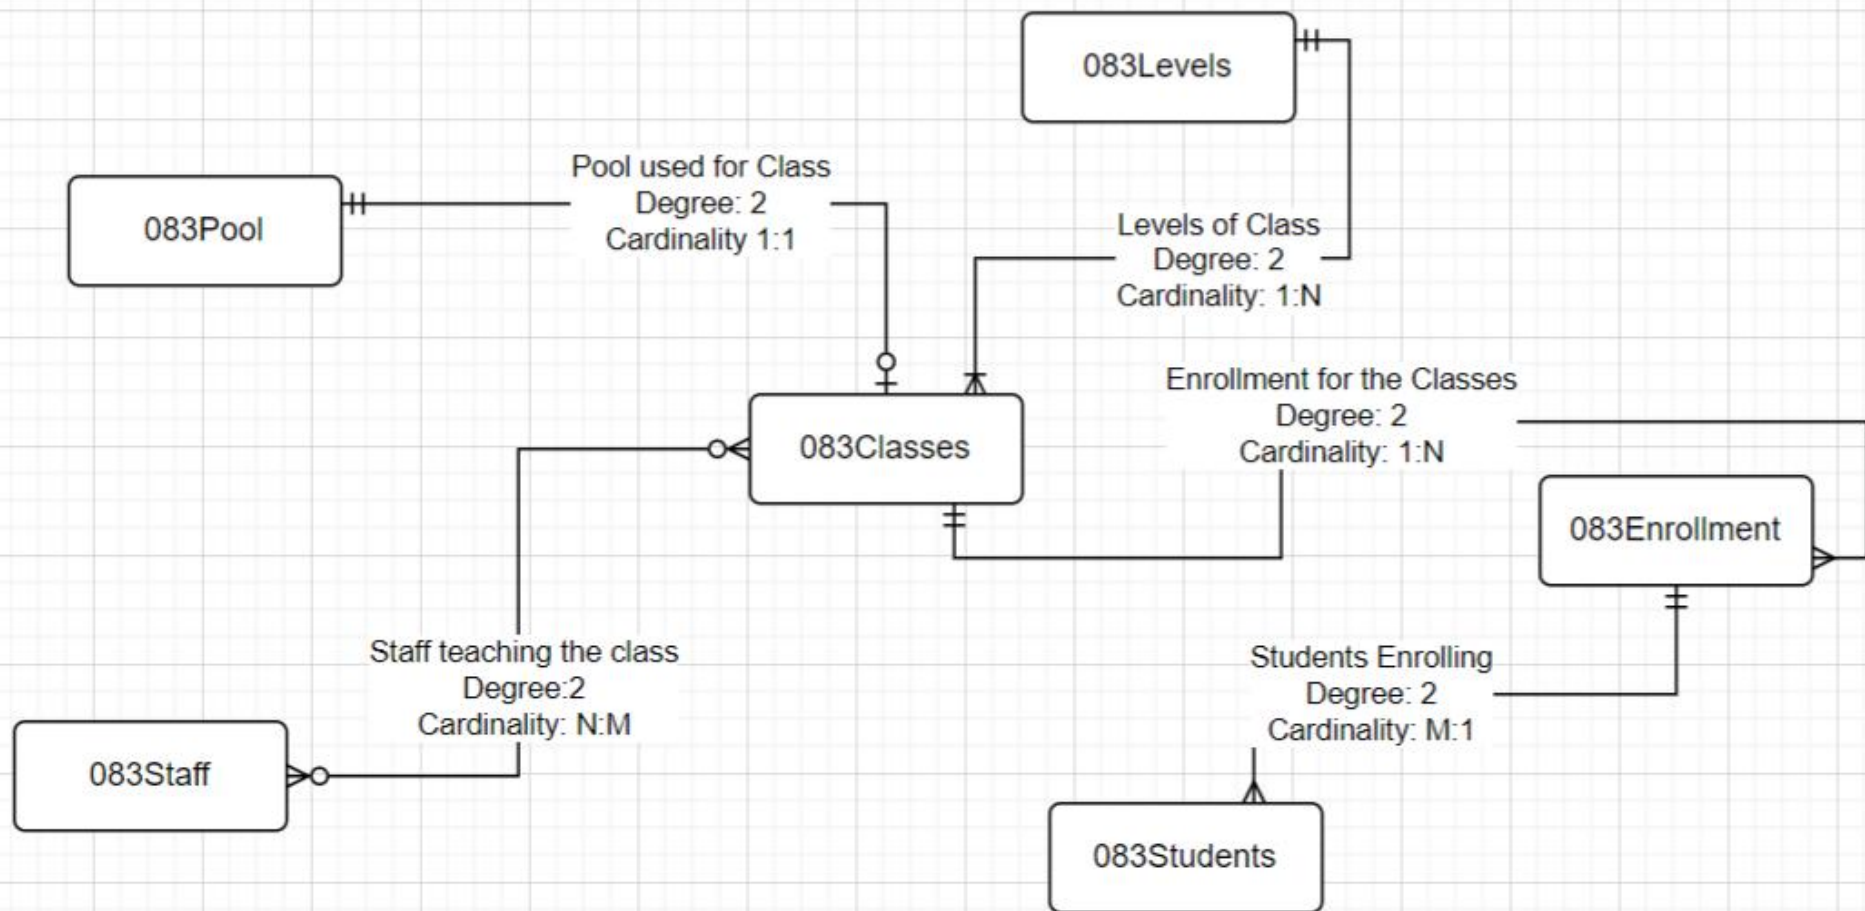 083Levels
Pool used for Class
Degree: 2
Cardinality 1:1
083Pool
Levels of Class
Degree: 2
Cardinality: 1:N
Enrollment for the Classes
Degree: 2
Cardinality: 1:N
083Classes
083Enrollment
Staff teaching the class
Degree:2
Cardinality: N:M
Students Enrolling
Degree: 2
Cardinality: M:1
083Staff
083Students